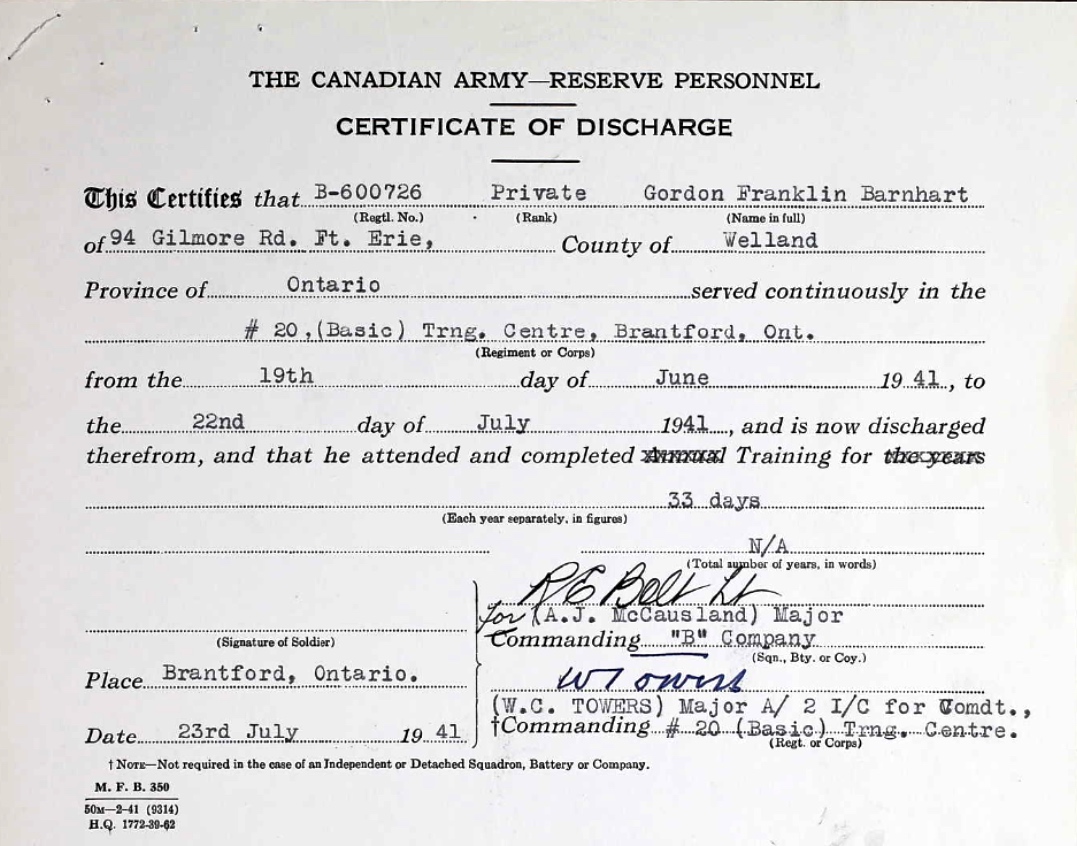 THE CANADIAN ARMY—RESERVE PERSONNEL
CERTIFICATE OF DISCHARGE
This Certifies that B-600726 Private Gordon Franklin Barnhart
(Regtl. No.) (Rank) (Name in full)
of 94 Gilmore Rd. Ft. Erie, County of Welland
Province of Ontario served continuously in the
# 20,(Basic) Trng. Centre, Brantford, Ont.
(Regiment or Corps)
from the 19th day of June 19 41, to
the 22nd day of July 1941, and is now discharged
therefrom, and that he attended and completed Annual Training for the years
33 days
(Each year separately, in figures)
N/A
(Total number of years, in words)
R E Bolt Lt
for (A.J. McCausland) Major
(Signature of Soldier)
Commanding "B" Company
(Sqn., Bty. or Coy.)
Place Brantford, Ontario.
W Towers
(W.C. TOWERS) Major A/ 2 I/C for Comdt.,
Date 23rd July 19 41
†Commanding # 20 (Basic) Trng. Centre.
(Regt. or Corps)
† NOTE—Not required in the case of an Independent or Detached Squadron, Battery or Company.
M. F. B. 350
50M—2-41 (9314)
H.Q. 1772-39-62